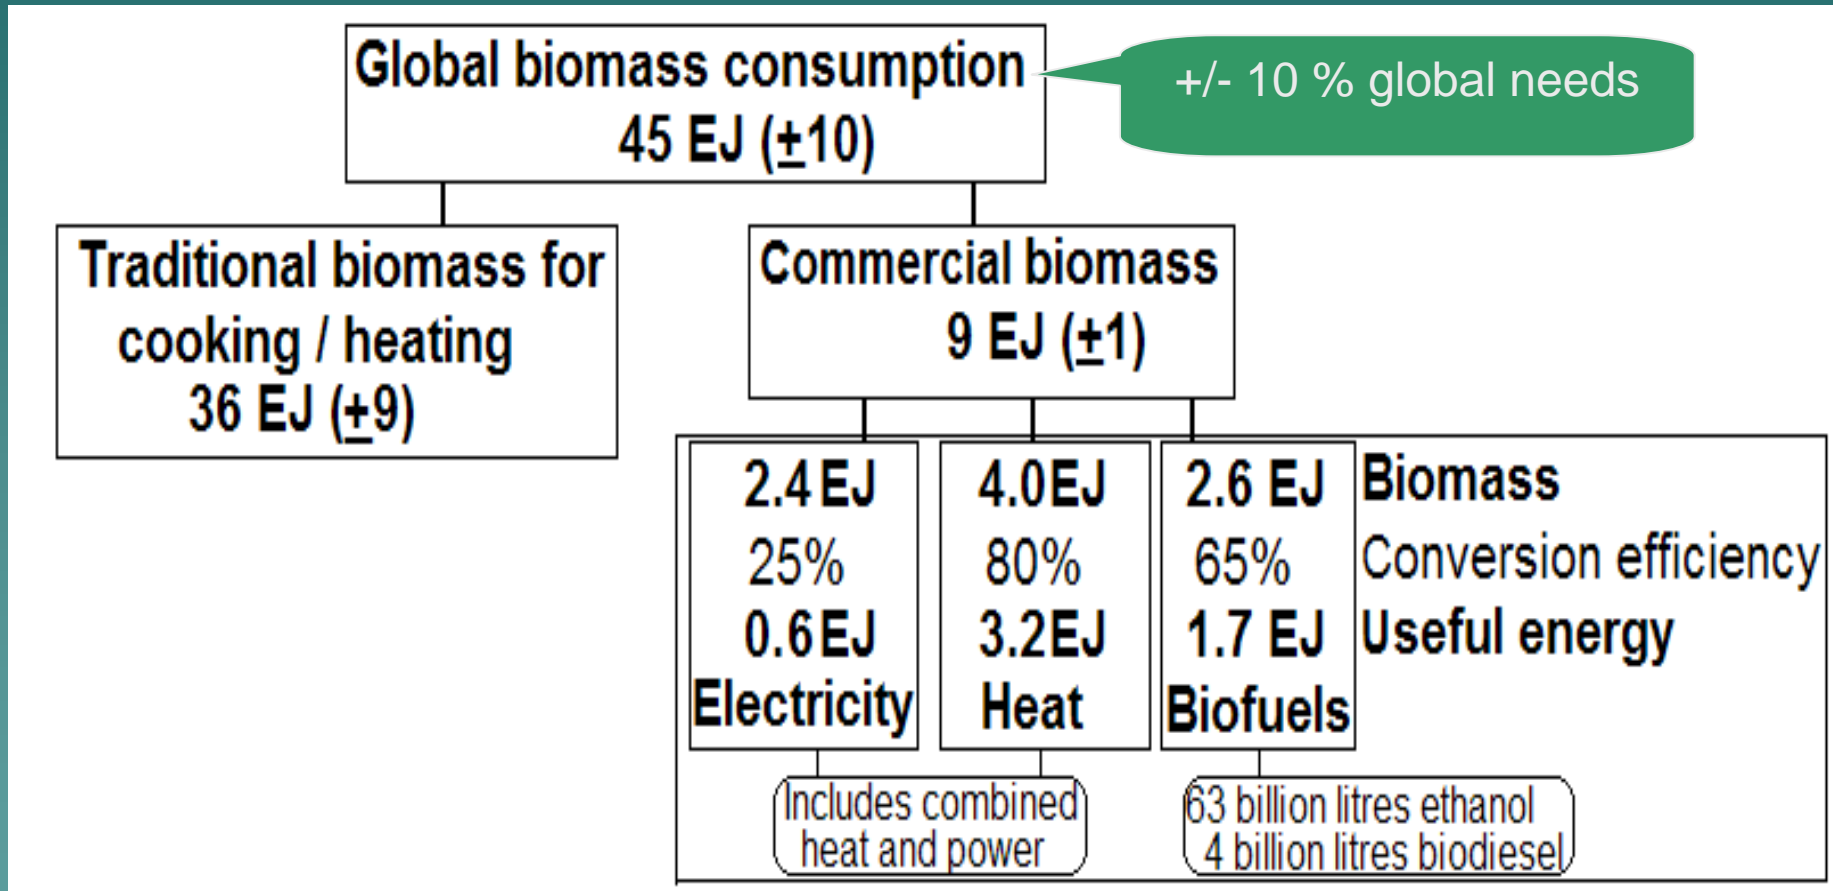 Global biomass consumption
45 EJ (±10)
+/- 10 % global needs
Traditional biomass for
cooking / heating
36 EJ (±9)
Commercial biomass
9 EJ (±1)
2.4 EJ 4.0EJ 2.6 EJ Biomass
25% 80% 65% Conversion efficiency
0.6EJ 3.2EJ 1.7 EJ Useful energy
Electricity Heat Biofuels
Includes combined
heat and power
63 billion litres ethanol
4 billion litres biodiesel